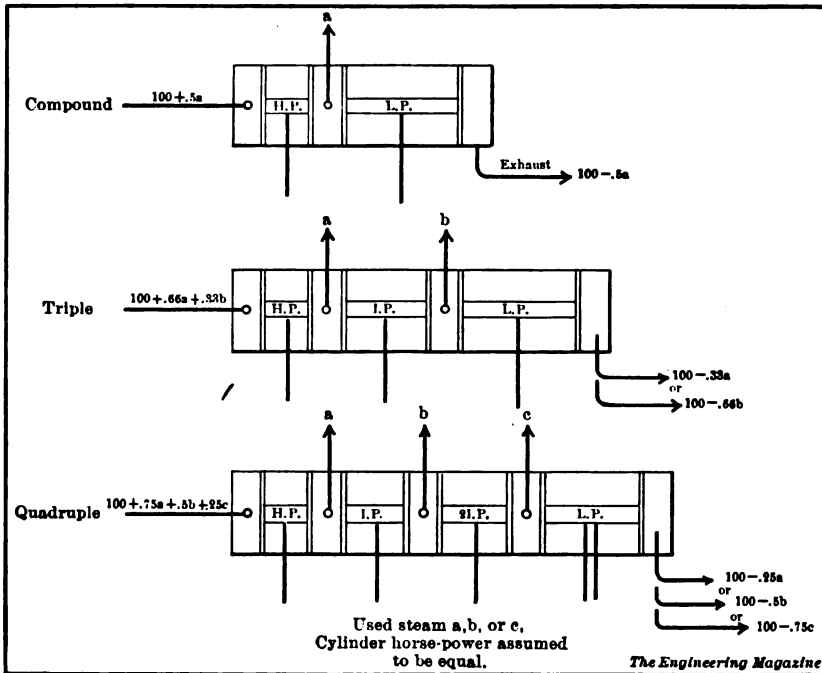 a
Compound
100+.5a
H.P.
L.P.
Exhaust
100−.5a
a
b
Triple
100+.66a+.33b
H.P.
I.P.
L.P.
100−.33a
or
100−.66b
a
b
c
Quadruple
100+.75a+.5b+.25c
H.P.
I.P.
2I.P.
L.P.
100−.25a
or
100−.5b
or
100−.75c
Used steam a,b, or c,
Cylinder horse-power assumed
to be equal.
The Engineering Magazine